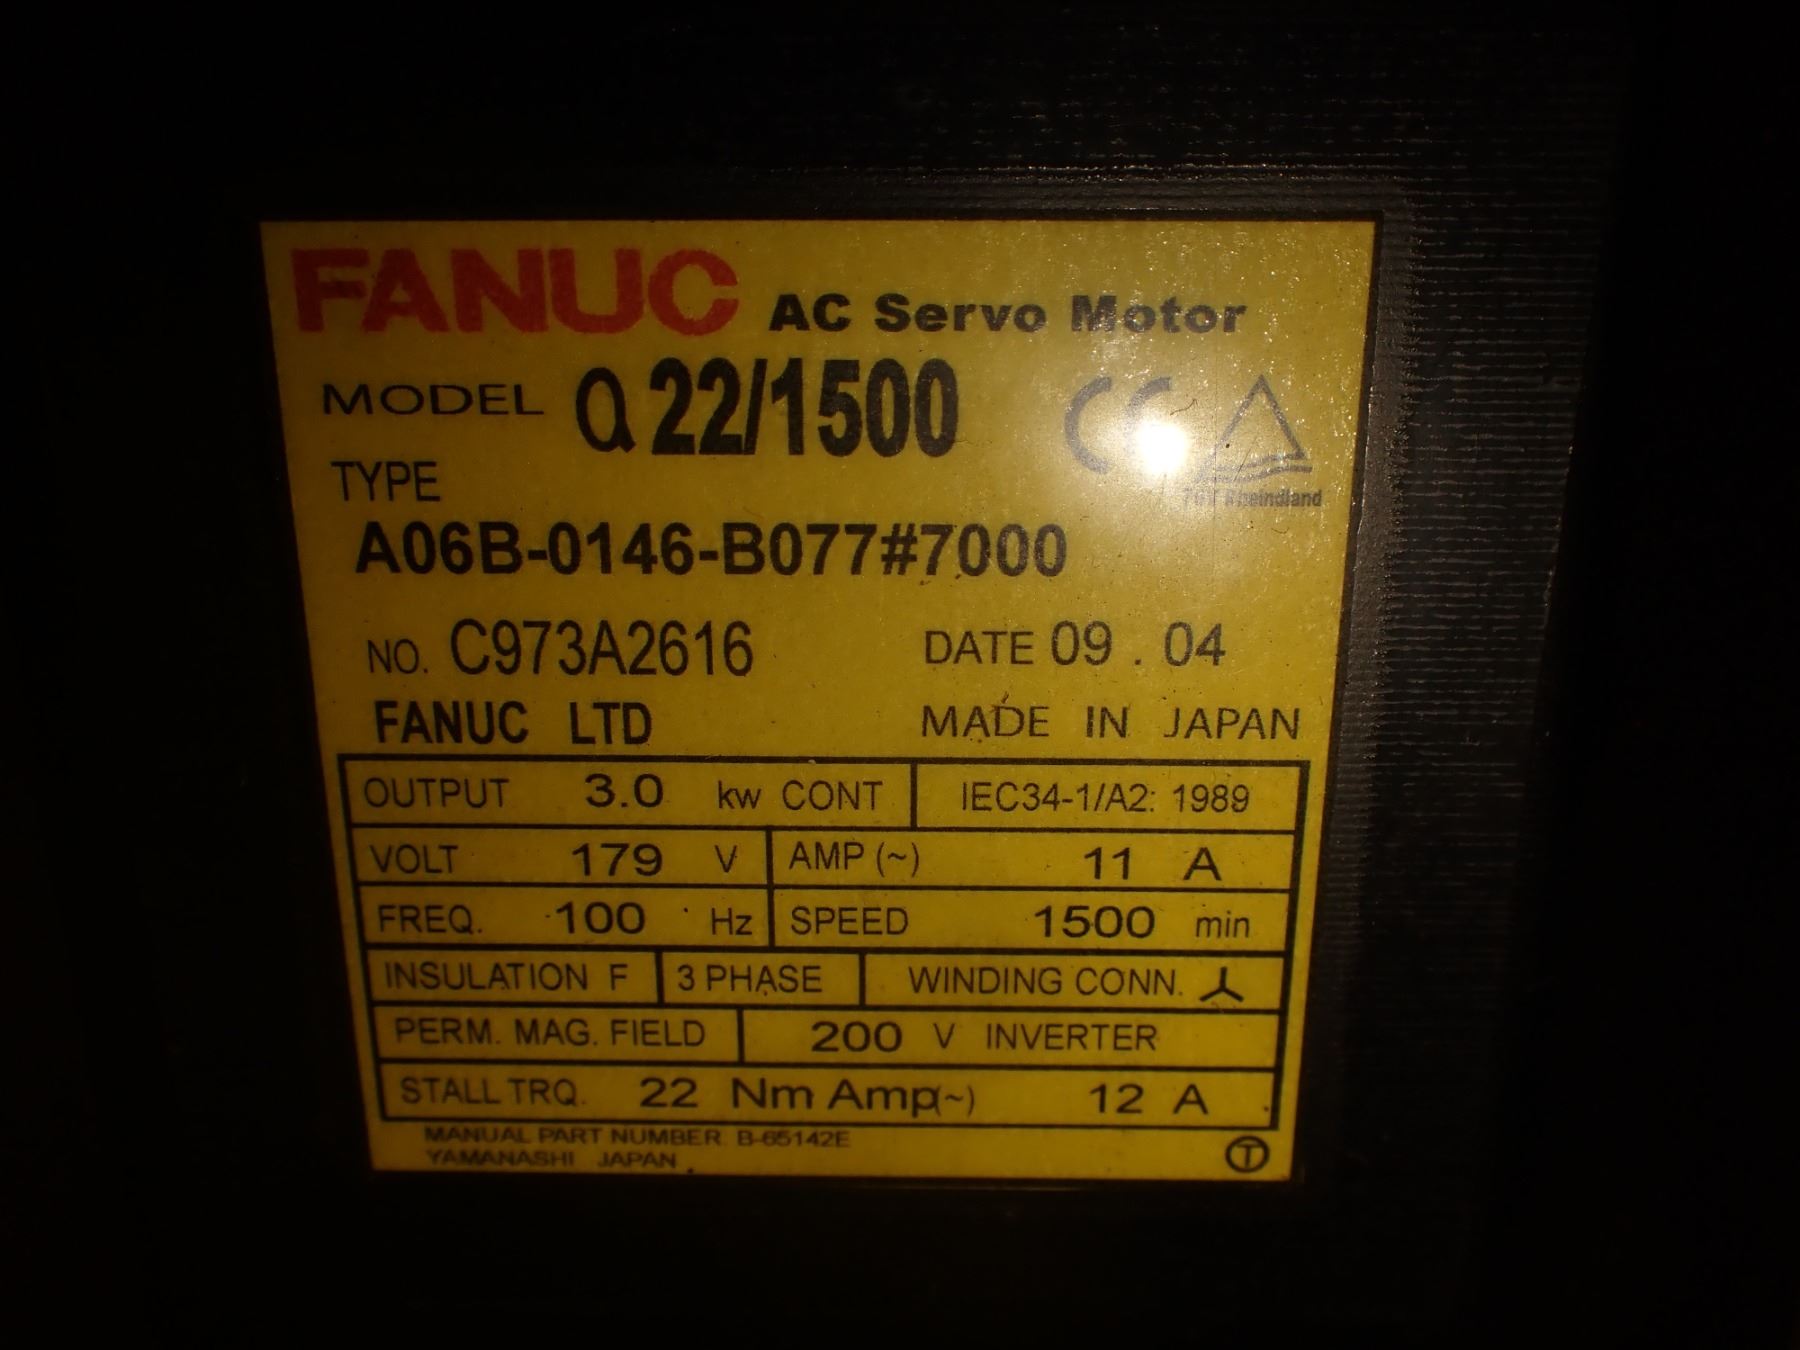 FANUC AC Servo Motor
MODEL α 22/1500 CE
TYPE
Rheindland
A06B-0146-B077#7000
NO. C973A2616 DATE 09 . 04
FANUC LTD MADE IN JAPAN
OUTPUT 3.0 kw CONT IEC34-1/A2: 1989
VOLT 179 V AMP (~) 11 A
FREQ. 100 Hz SPEED 1500 min
INSULATION F 3 PHASE WINDING CONN.
PERM. MAG. FIELD 200 V INVERTER
STALL TRQ. 22 Nm Amp(~) 12 A
MANUAL PART NUMBER B-65142E
YAMANASHI JAPAN
T